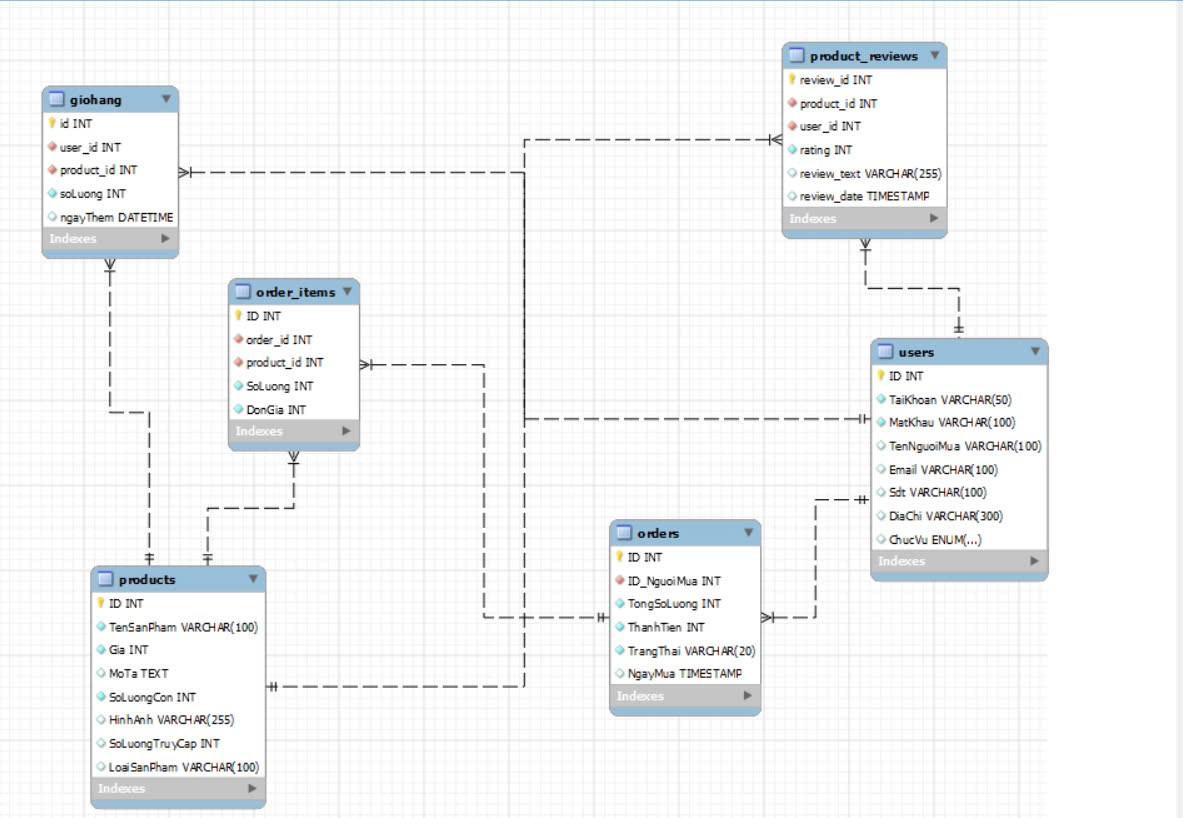 giohang
id INT
user_id INT
product_id INT
soLuong INT
ngayThem DATETIME
Indexes
order_items
ID INT
order_id INT
product_id INT
SoLuong INT
DonGia INT
Indexes
products
ID INT
TenSanPham VARCHAR(100)
Gia INT
MoTa TEXT
SoLuongCon INT
HinhAnh VARCHAR(255)
SoLuongTruyCap INT
LoaiSanPham VARCHAR(100)
Indexes
product_reviews
review_id INT
product_id INT
user_id INT
rating INT
review_text VARCHAR(255)
review_date TIMESTAMP
Indexes
users
ID INT
TaiKhoan VARCHAR(50)
MatKhau VARCHAR(100)
TenNguoiMua VARCHAR(100)
Email VARCHAR(100)
Sdt VARCHAR(100)
DiaChi VARCHAR(300)
ChucVu ENUM(...)
Indexes
orders
ID INT
ID_NguoiMua INT
TongSoLuong INT
ThanhTien INT
TrangThai VARCHAR(20)
NgayMua TIMESTAMP
Indexes